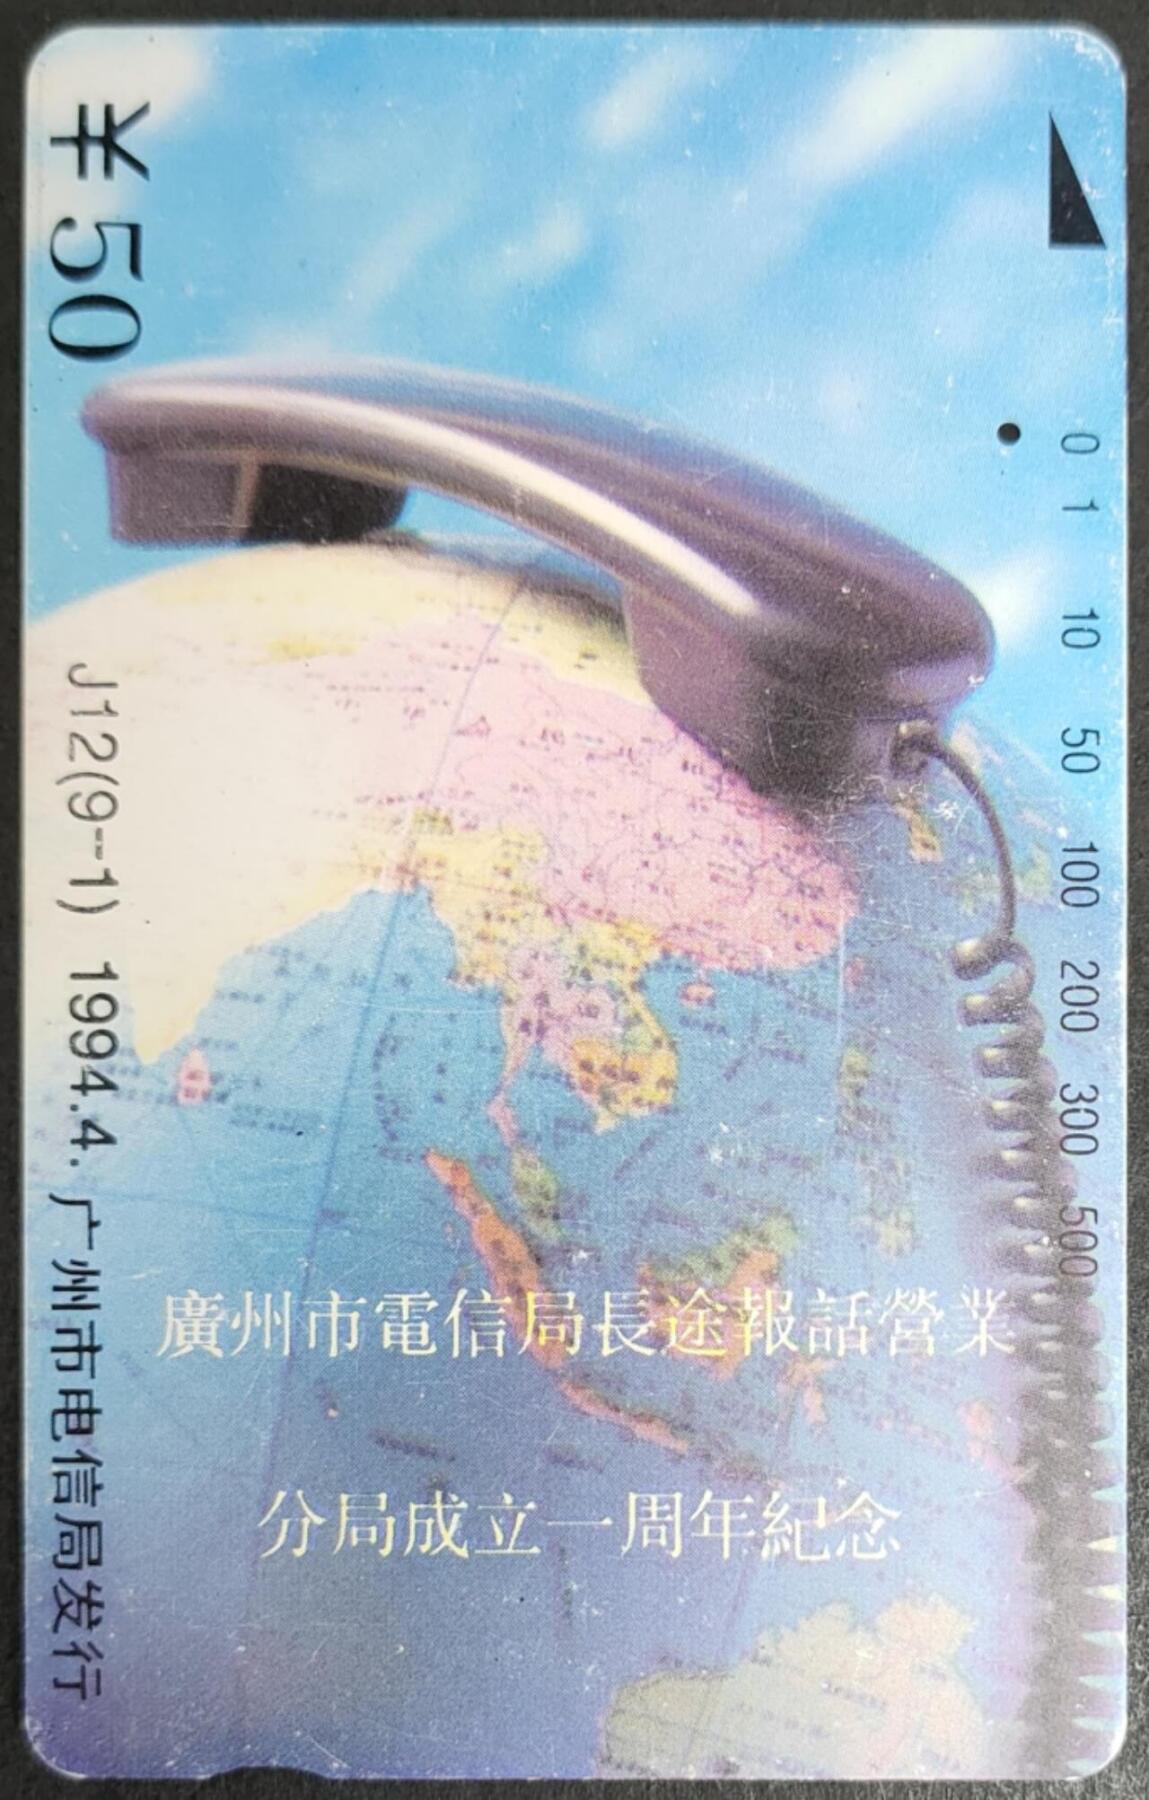 ¥50
0 1 10 50 100 200 300 500
J12(9--1) 1994.4. 广州市电信局发行
廣州市電信局長途報話營業
分局成立一周年紀念